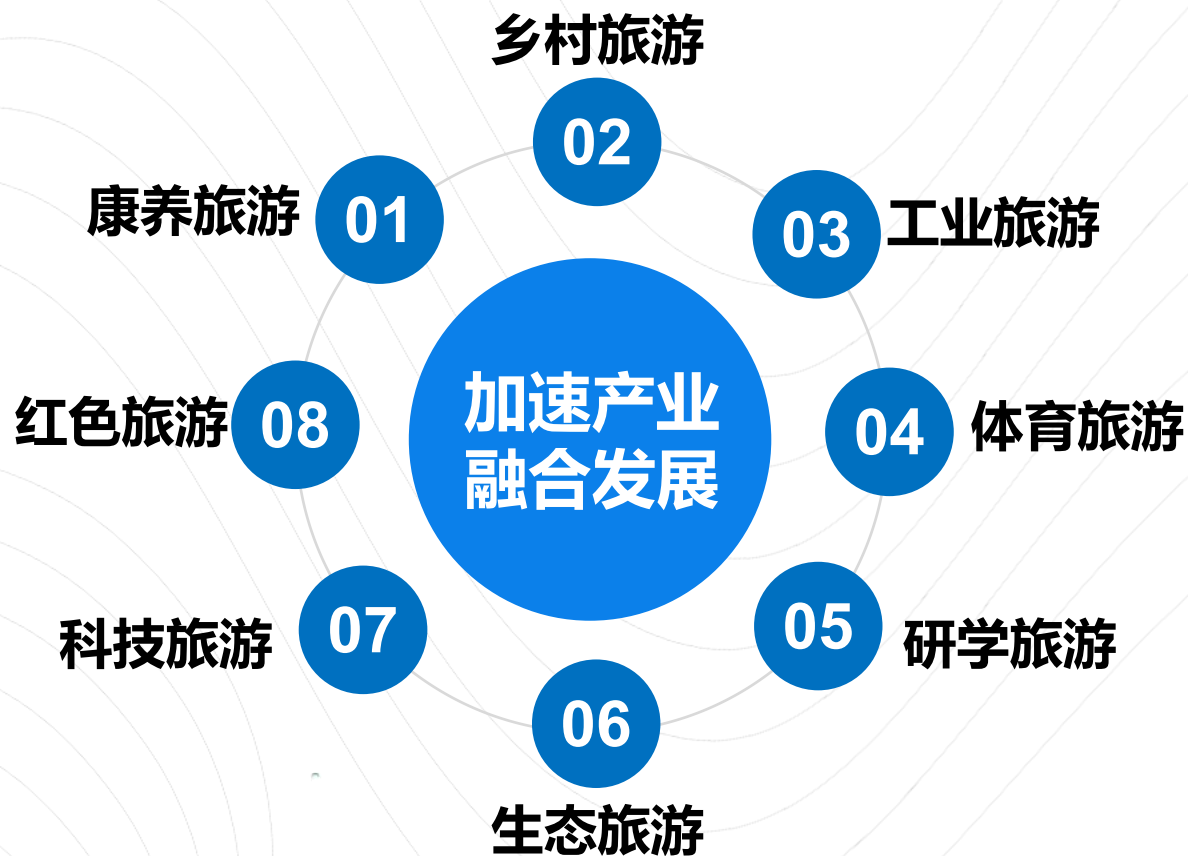 乡村旅游
02
康养旅游
01
03
工业旅游
加速产业
融合发展
红色旅游
08
04
体育旅游
科技旅游
07
05
研学旅游
06
生态旅游